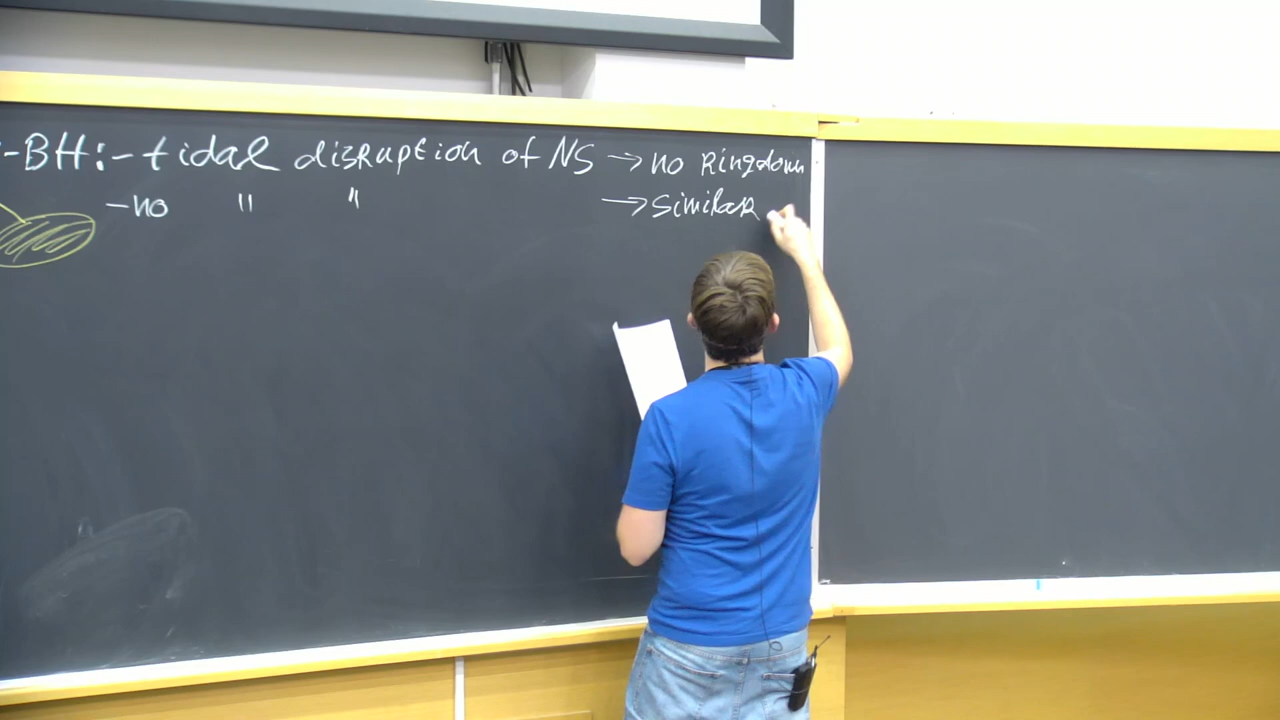 -BH: - tidal disruption of NS → no Ringdown
- no " " → similar